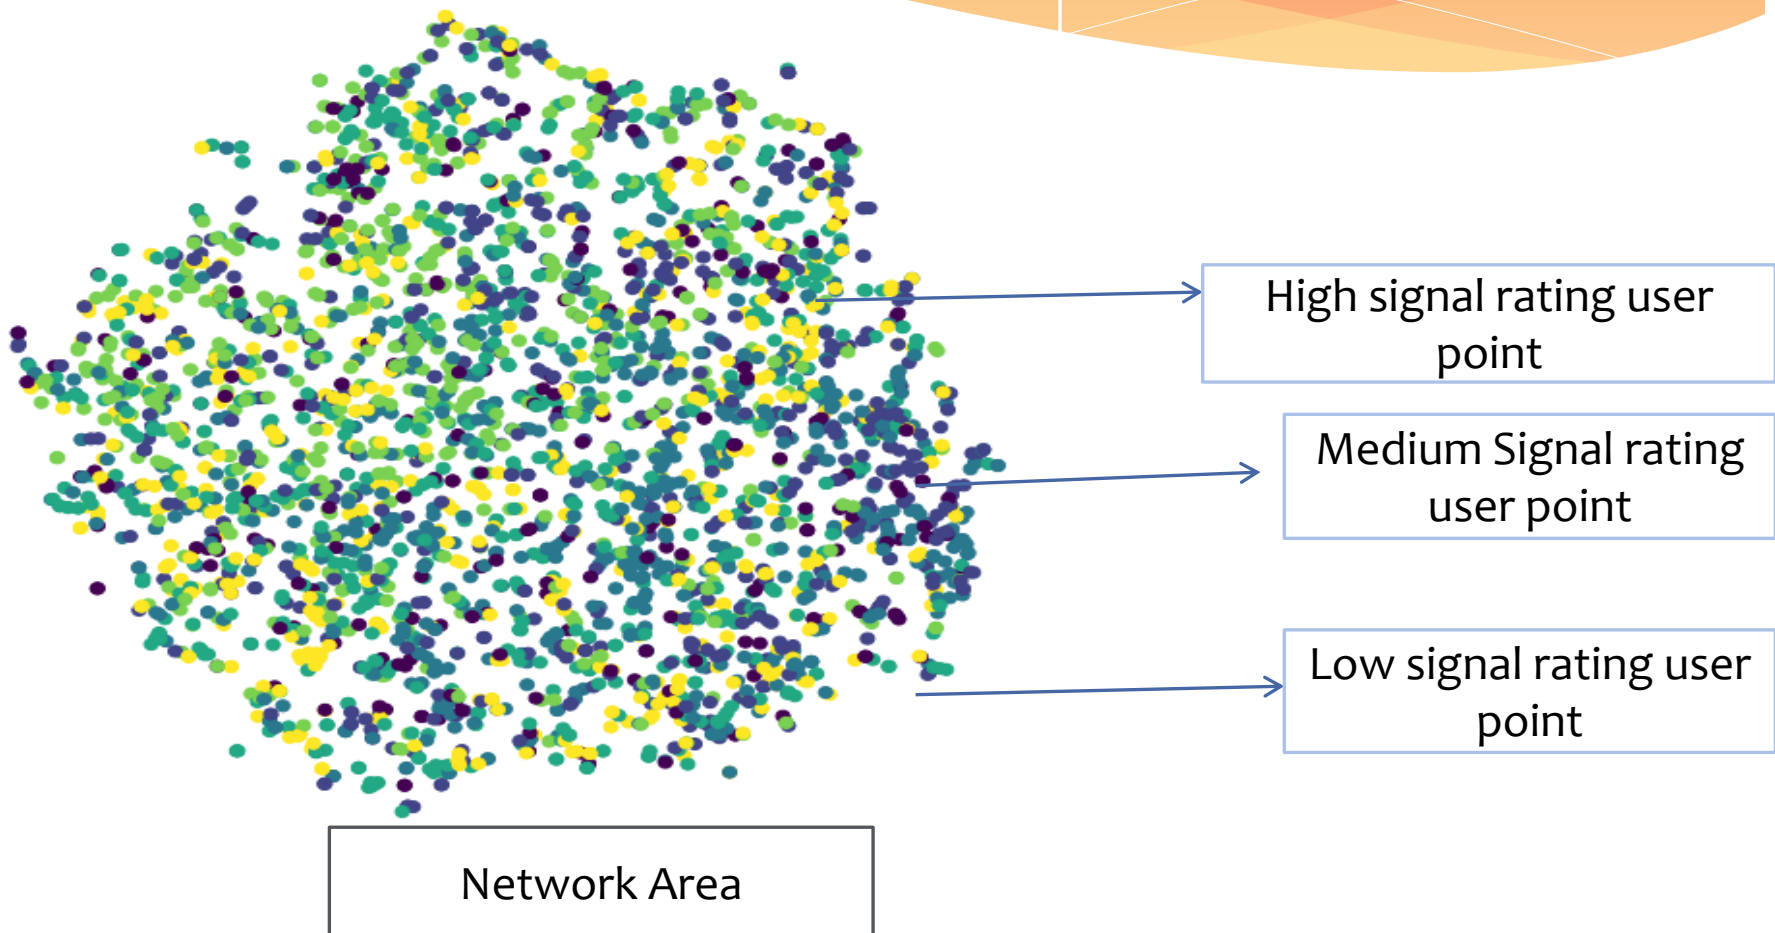 High signal rating user
point
Medium Signal rating
user point
Low signal rating user
point
Network Area